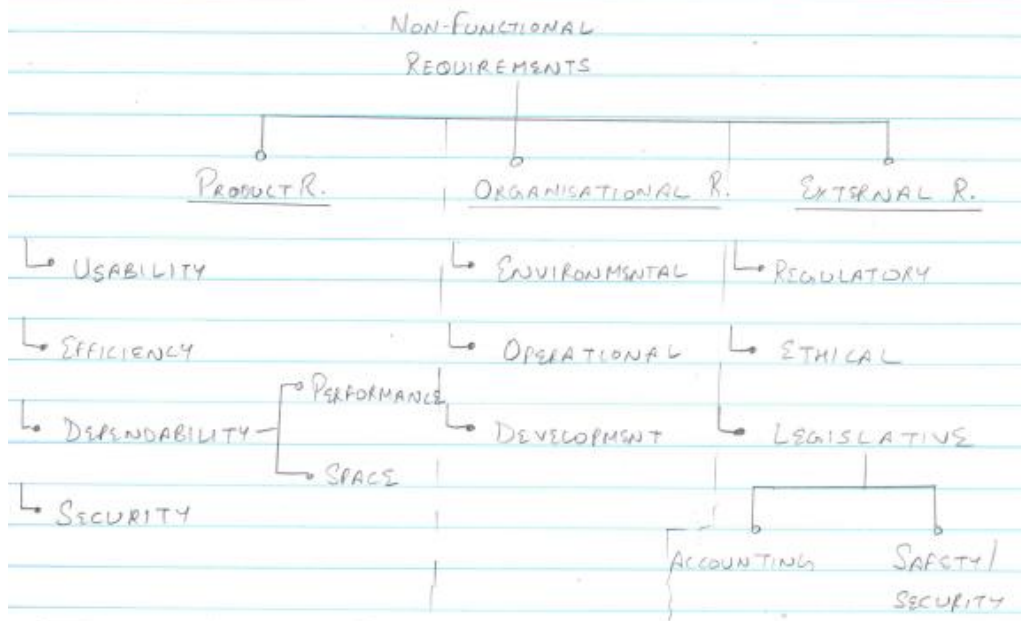 NON-FUNCTIONAL
REQUIREMENTS
PRODUCT R.
ORGANISATIONAL R.
EXTERNAL R.
USABILITY
ENVIRONMENTAL
REGULATORY
EFFICIENCY
OPERATIONAL
ETHICAL
PERFORMANCE
DEPENDABILITY
DEVELOPMENT
LEGISLATIVE
SPACE
SECURITY
ACCOUNTING
SAFETY/
SECURITY